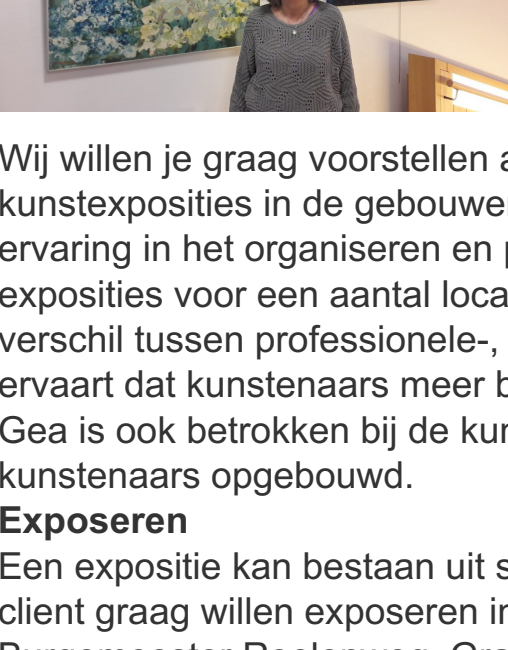 Wij willen je graag voorstellen
kunstexposities in de gebouwe
ervaring in het organiseren en
exposities voor een aantal loca
verschil tussen professionele-,
ervaart dat kunstenaars meer
Gea is ook betrokken bij de kun
kunstenaars opgebouwd.
Exposeren
Een expositie kan bestaan uit s
client graag willen exposeren in